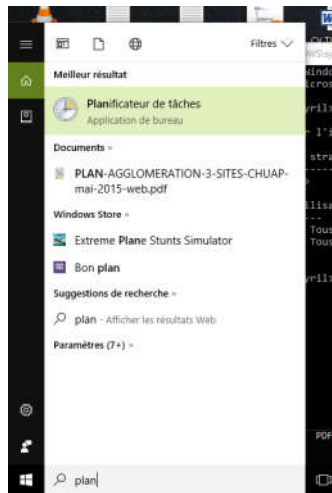 Filtres
Meilleur résultat
Planificateur de tâches
Application de bureau
Documents »
PLAN-AGGLOMERATION-3-SITES-CHUAP-
mai-2015-web.pdf
Windows Store »
Extreme Plane Stunts Simulator
Bon plan
Suggestions de recherche »
plan - Afficher les résultats Web
Paramètres (7+) »
plan
PDF